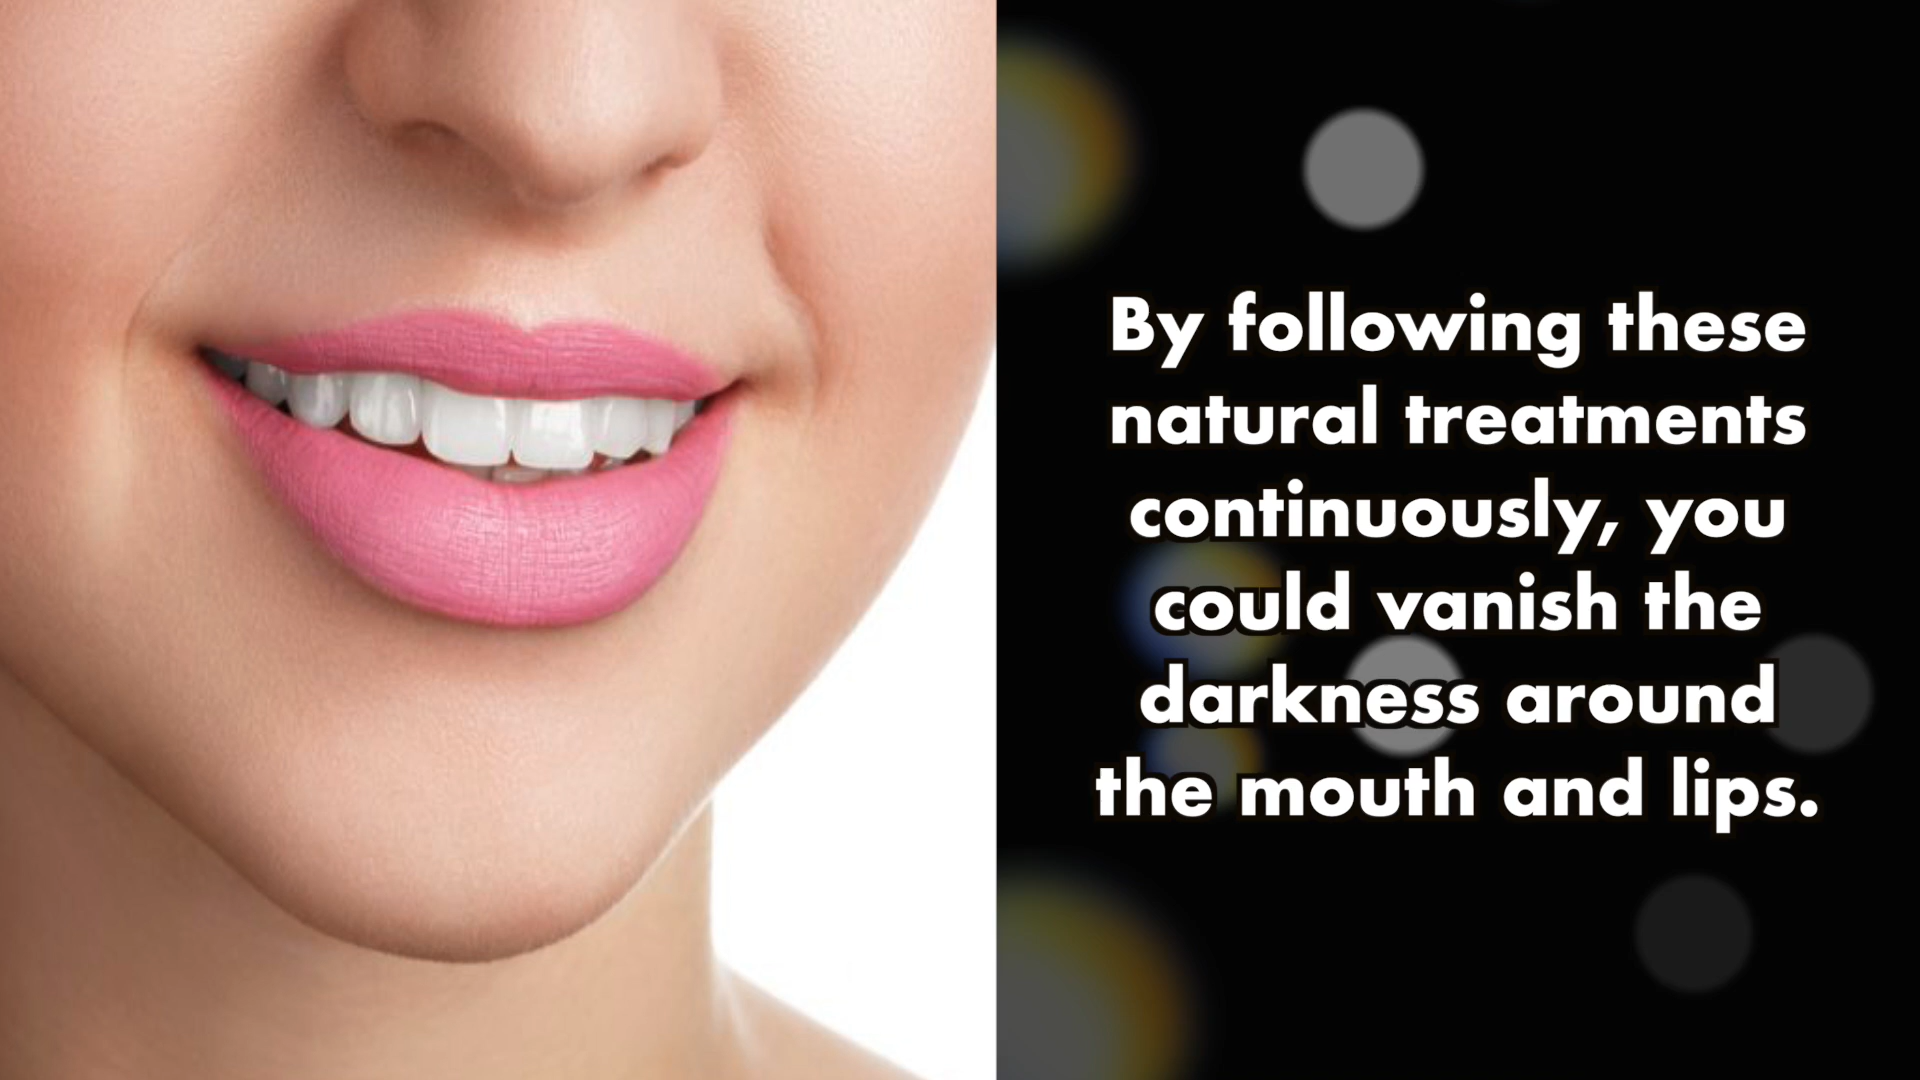 By following these
natural treatments
continuously, you
could vanish the
darkness around
the mouth and lips.